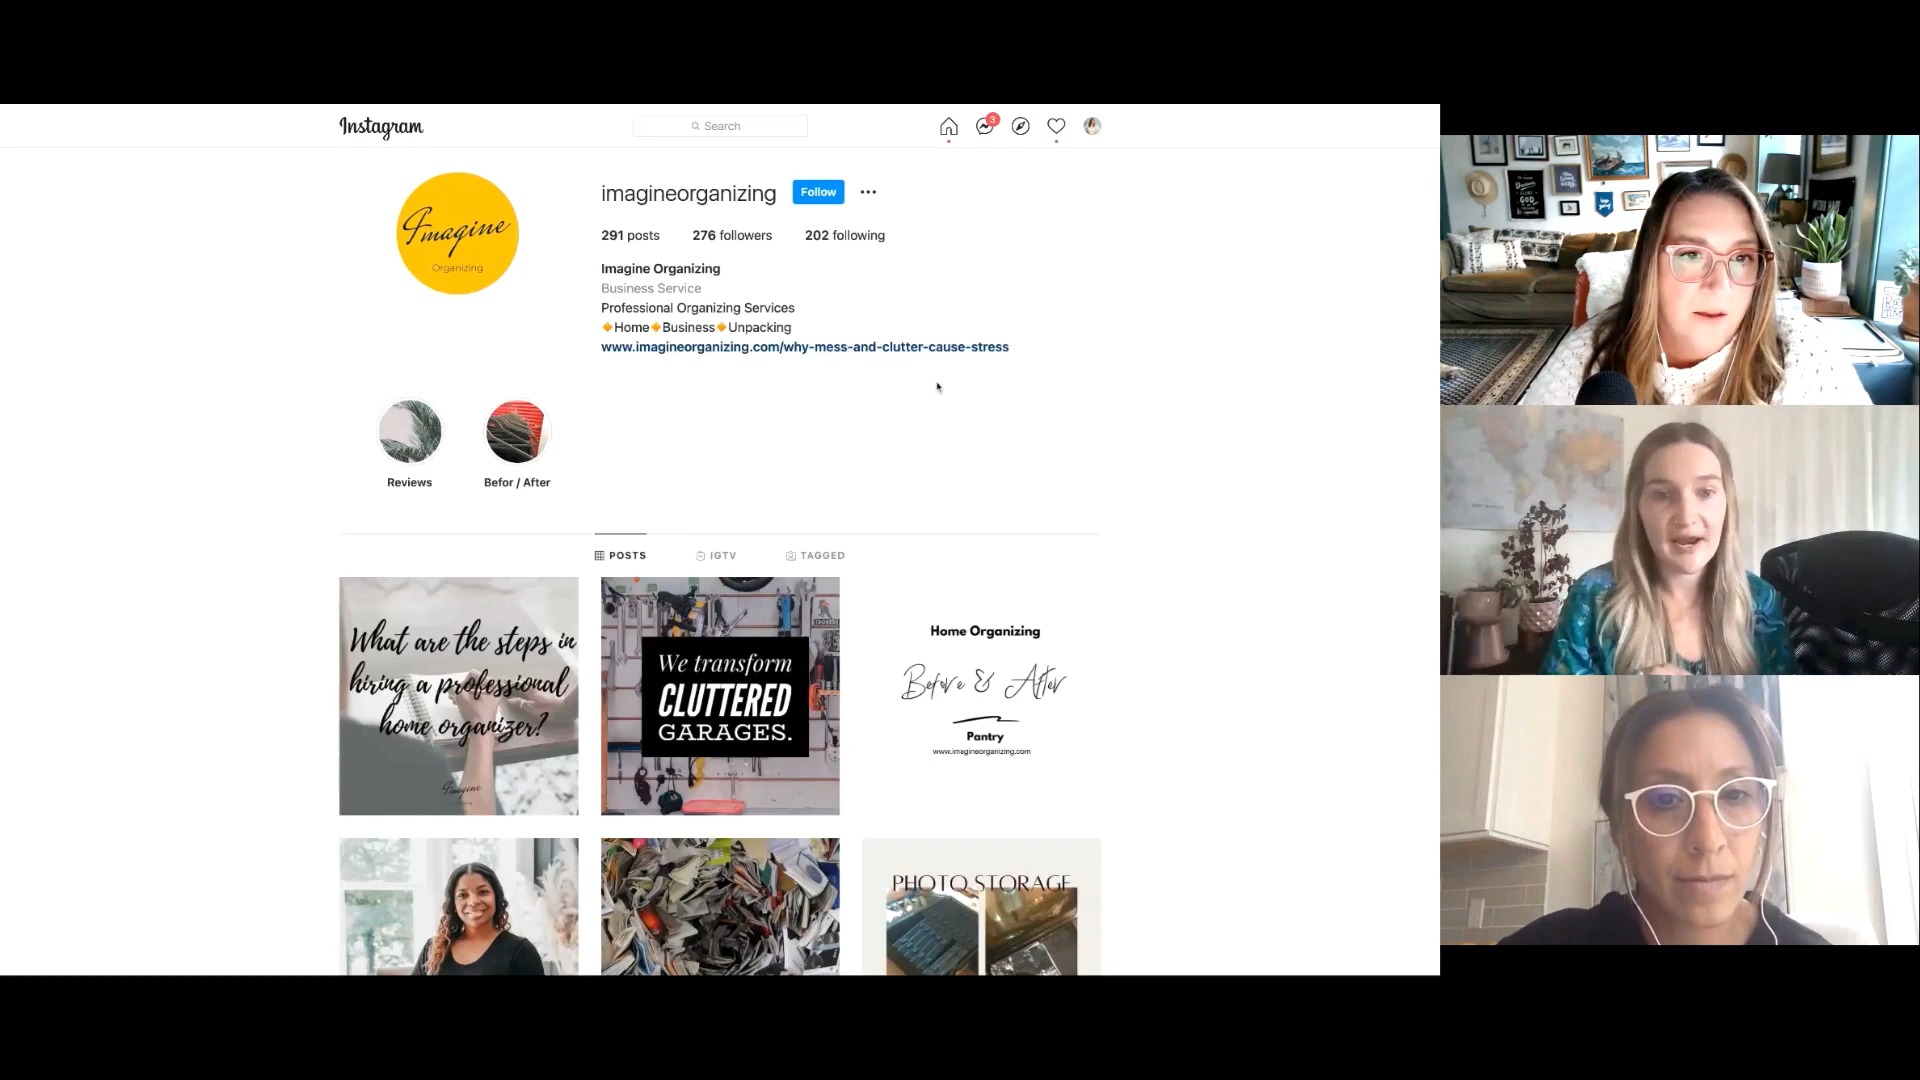 Instagram
Search
3
imagineorganizing
Follow
291 posts 276 followers 202 following
Imagine Organizing
Business Service
Professional Organizing Services
🔶Home🔶Business🔶Unpacking
www.imagineorganizing.com/why-mess-and-clutter-cause-stress
Imagine
Organizing
Reviews
Befor / After
POSTS
IGTV
TAGGED
What are the steps in
hiring a professional
home organizer?
Imagine
We transform
CLUTTERED
GARAGES.
Home Organizing
Before & After
Pantry
www.imagineorganizing.com
PHOTO STORAGE
GOD